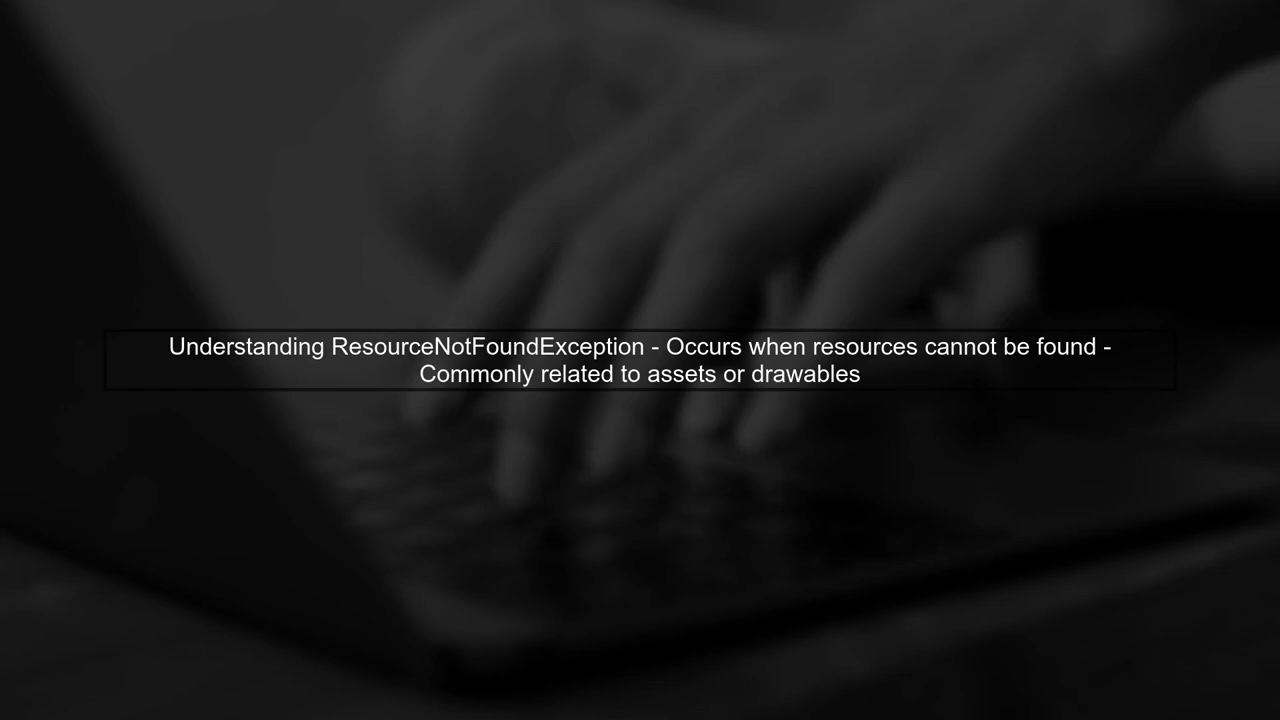 Understanding ResourceNotFoundException - Occurs when resources cannot be found -
Commonly related to assets or drawables